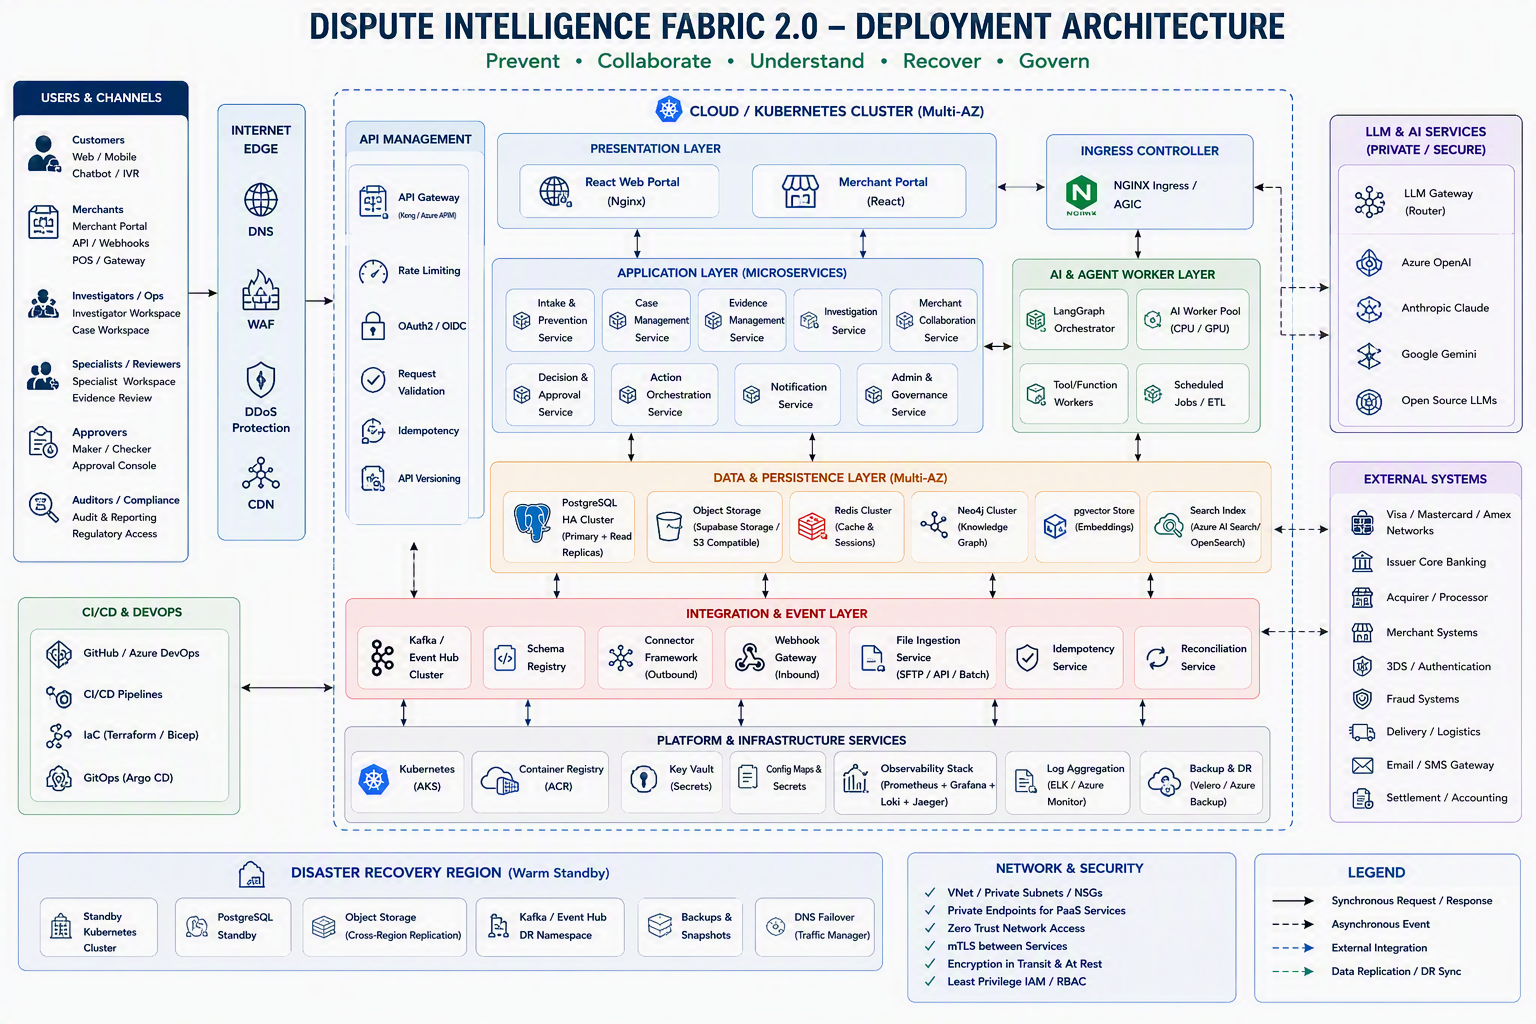 DISPUTE INTELLIGENCE FABRIC 2.0 – DEPLOYMENT ARCHITECTURE
Prevent • Collaborate • Understand • Recover • Govern
USERS & CHANNELS
Customers
Web / Mobile
Chatbot / IVR
Merchants
Merchant Portal
API / Webhooks
POS / Gateway
Investigators / Ops
Investigator Workspace
Case Workspace
Specialists / Reviewers
Specialist Workspace
Evidence Review
Approvers
Maker / Checker
Approval Console
Auditors / Compliance
Audit & Reporting
Regulatory Access
INTERNET
EDGE
DNS
WAF
DDoS
Protection
CDN
CLOUD / KUBERNETES CLUSTER (Multi-AZ)
API MANAGEMENT
API Gateway
(Kong / Azure APIM)
Rate Limiting
OAuth2 / OIDC
Request
Validation
Idempotency
API Versioning
PRESENTATION LAYER
React Web Portal
(Nginx)
Merchant Portal
(React)
INGRESS CONTROLLER
N
NGINX
NGINX Ingress /
AGIC
APPLICATION LAYER (MICROSERVICES)
Intake &
Prevention
Service
Case
Management
Service
Evidence
Management
Service
Investigation
Service
Merchant
Collaboration
Service
Decision &
Approval
Service
Action
Orchestration
Service
Notification
Service
Admin &
Governance
Service
AI & AGENT WORKER LAYER
LangGraph
Orchestrator
AI Worker Pool
(CPU / GPU)
Tool/Function
Workers
Scheduled
Jobs / ETL
DATA & PERSISTENCE LAYER (Multi-AZ)
PostgreSQL
HA Cluster
(Primary + Read
Replicas)
Object Storage
(Supabase Storage /
S3 Compatible)
Redis Cluster
(Cache &
Sessions)
Neo4j Cluster
(Knowledge
Graph)
pgvector Store
(Embeddings)
Search Index
(Azure AI Search/
OpenSearch)
INTEGRATION & EVENT LAYER
Kafka /
Event Hub
Cluster
Schema
Registry
Connector
Framework
(Outbound)
Webhook
Gateway
(Inbound)
File Ingestion
Service
(SFTP / API / Batch)
Idempotency
Service
Reconciliation
Service
PLATFORM & INFRASTRUCTURE SERVICES
Kubernetes
(AKS)
Container Registry
(ACR)
Key Vault
(Secrets)
Config Maps &
Secrets
Observability Stack
(Prometheus + Grafana +
Loki + Jaeger)
Log Aggregation
(ELK / Azure
Monitor)
Backup & DR
(Velero / Azure
Backup)
LLM & AI SERVICES
(PRIVATE / SECURE)
LLM Gateway
(Router)
Azure OpenAI
Anthropic Claude
Google Gemini
Open Source LLMs
EXTERNAL SYSTEMS
Visa / Mastercard / Amex
Networks
Issuer Core Banking
Acquirer / Processor
Merchant Systems
3DS / Authentication
Fraud Systems
Delivery / Logistics
Email / SMS Gateway
Settlement / Accounting
CI/CD & DEVOPS
GitHub / Azure DevOps
CI/CD Pipelines
IaC (Terraform / Bicep)
GitOps (Argo CD)
DISASTER RECOVERY REGION (Warm Standby)
Standby
Kubernetes
Cluster
PostgreSQL
Standby
Object Storage
(Cross-Region Replication)
Kafka / Event Hub
DR Namespace
Backups &
Snapshots
DNS Failover
(Traffic Manager)
NETWORK & SECURITY
✓ VNet / Private Subnets / NSGs
✓ Private Endpoints for PaaS Services
✓ Zero Trust Network Access
✓ mTLS between Services
✓ Encryption in Transit & At Rest
✓ Least Privilege IAM / RBAC
LEGEND
Synchronous Request / Response
Asynchronous Event
External Integration
Data Replication / DR Sync